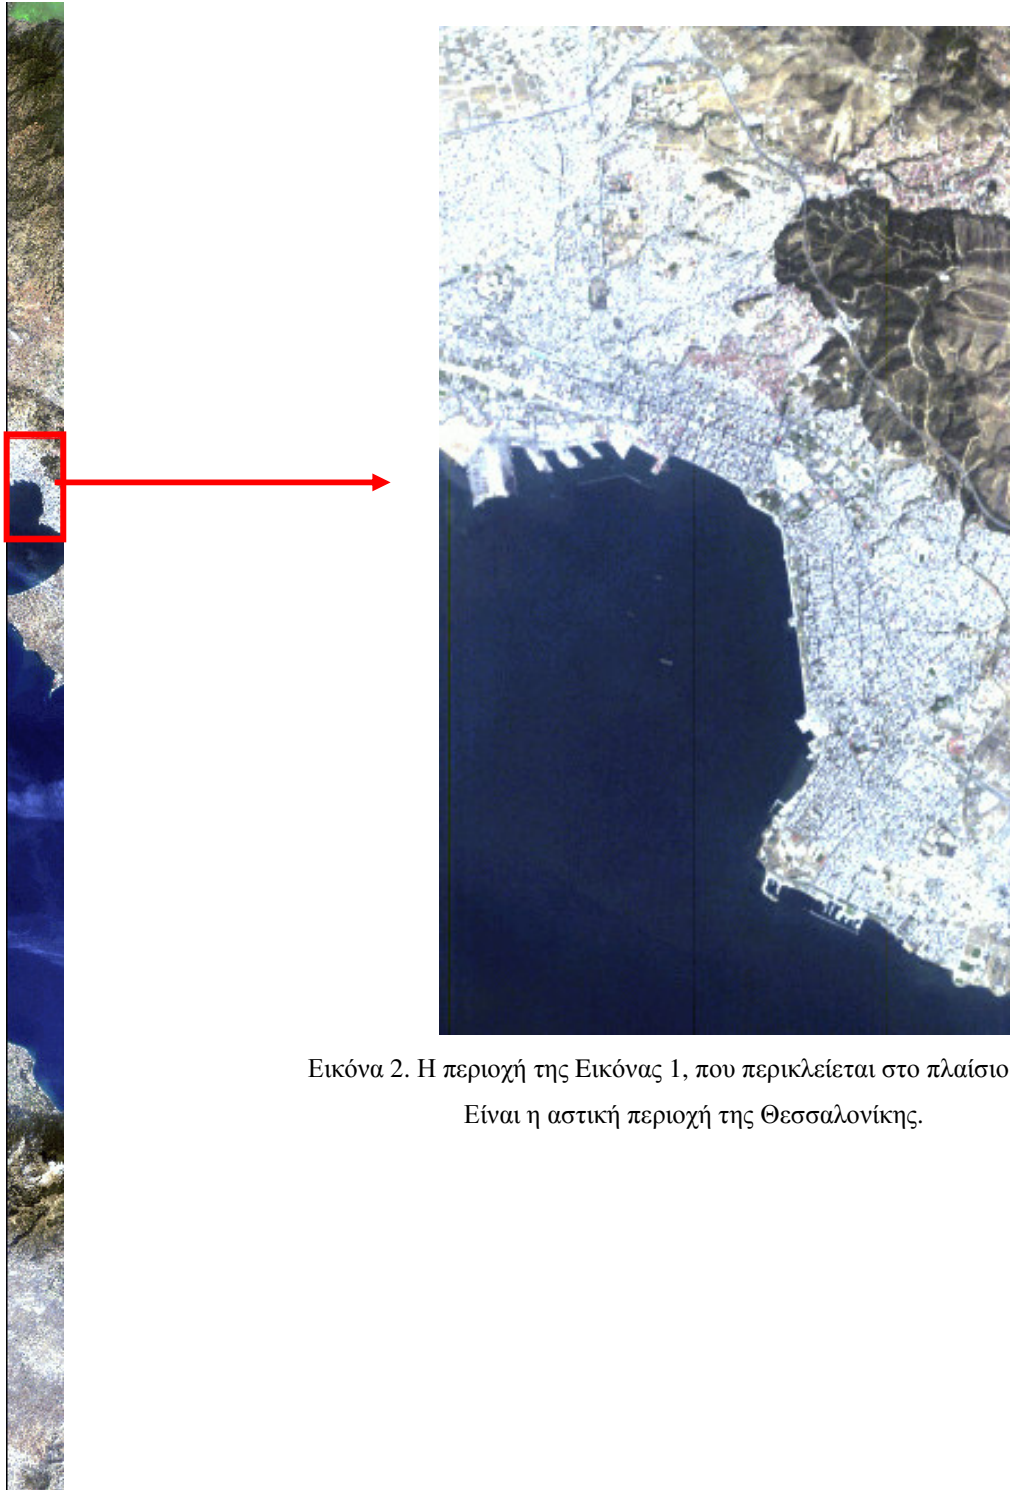 Εικόνα 2. Η περιοχή της Εικόνας 1, που περικλείεται στο πλαίσιο
Είναι η αστική περιοχή της Θεσσαλονίκης.